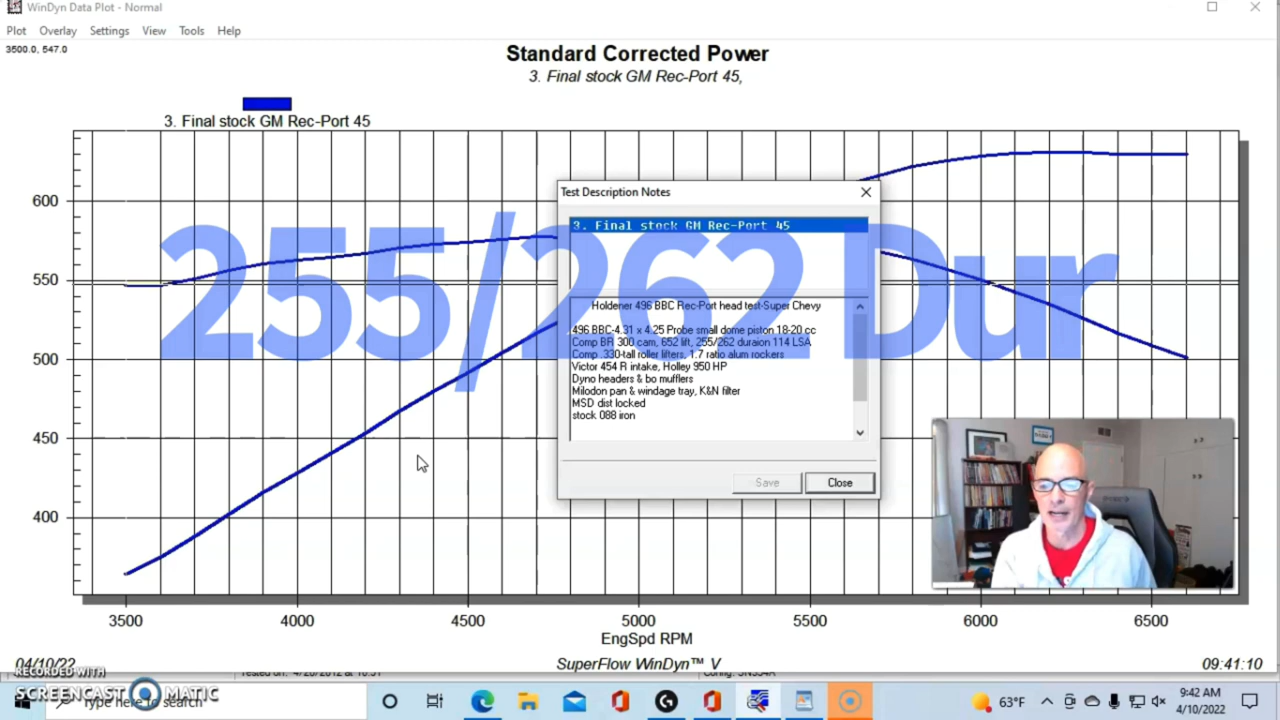 WinDyn Data Plot - Normal
Plot Overlay Settings View Tools Help
3500.0, 547.0
Standard Corrected Power
3. Final stock GM Rec-Port 45,
3. Final stock GM Rec-Port 45
600
550
500
450
400
255/262 Dur
Test Description Notes
3. Final stock GM Rec-Port 45
Holdener 496 BBC Rec-Port head test-Super Chevy
496 BBC-4.31 x 4.25 Probe small dome piston 18-20 cc
Comp BR 300 cam, 652 lift, 255/262 duraion 114 LSA
Comp .330-tall roller lifters, 1.7 ratio alum rockers
Victor 454 R intake, Holley 950 HP
Dyno headers & bo mufflers
Milodon pan & windage tray, K&N filter
MSD dist locked
stock 088 iron
Save Close
3500 4000 4500 5000 5500 6000 6500
EngSpd RPM
04/10/22 SuperFlow WinDyn™ V 09:41:10
RECORDED WITH
SCREENCAST MATIC
Type here to search
63°F
9:42 AM
4/10/2022